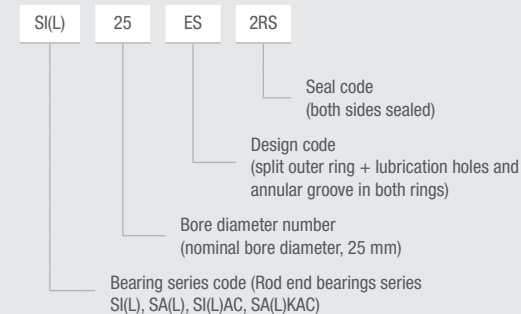 SI(L) 25 ES 2RS
Seal code
(both sides sealed)
Design code
(split outer ring + lubrication holes and
annular groove in both rings)
Bore diameter number
(nominal bore diameter, 25 mm)
Bearing series code (Rod end bearings series
SI(L), SA(L), SI(L)AC, SA(L)KAC)